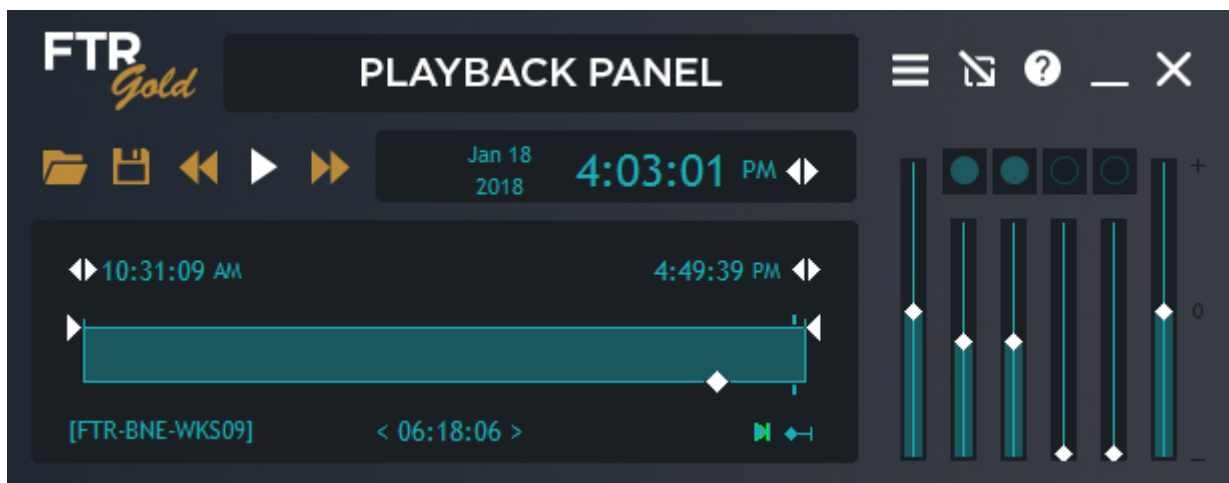 FTR
Gold
PLAYBACK PANEL
Jan 18
2018
4:03:01 PM
+
10:31:09 AM
4:49:39 PM
0
[FTR-BNE-WKS09]
< 06:18:06 >
–